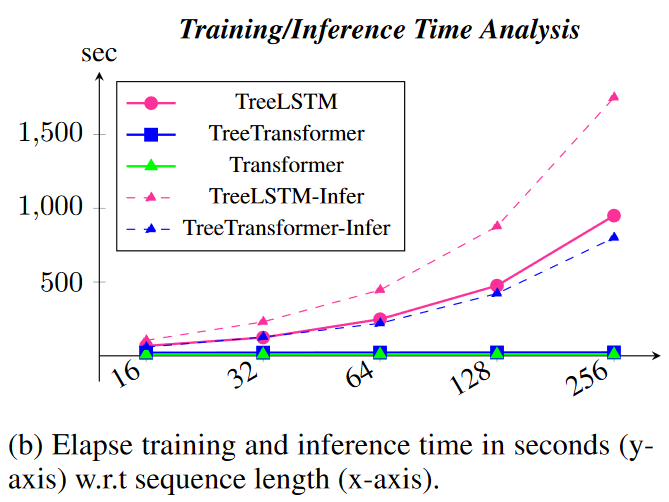 Training/Inference Time Analysis
sec
TreeLSTM
TreeTransformer
Transformer
TreeLSTM-Infer
TreeTransformer-Infer
1,500
1,000
500
16 32 64 128 256
(b) Elapse training and inference time in seconds (y-
axis) w.r.t sequence length (x-axis).